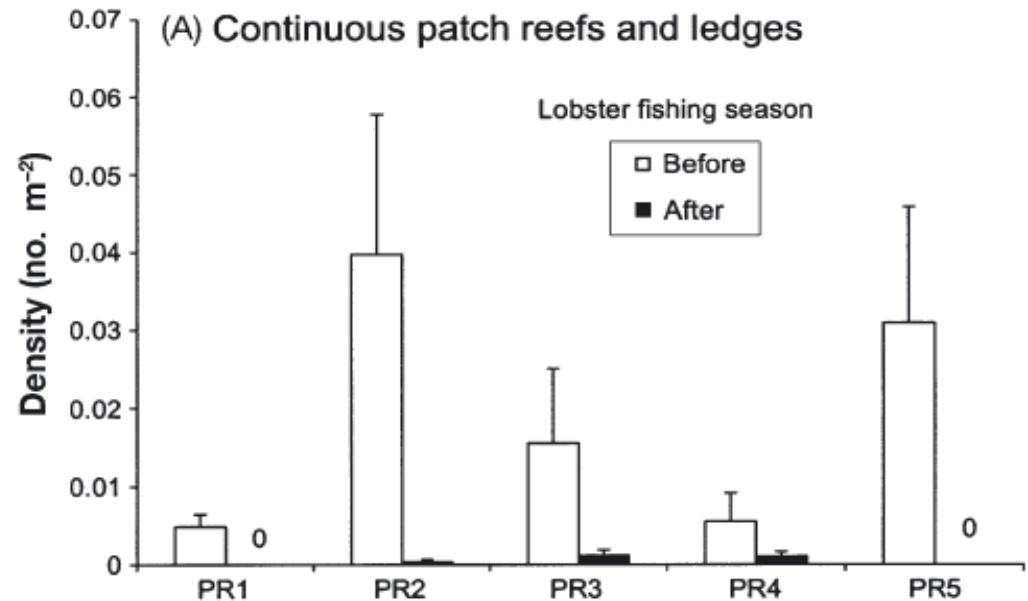 (A) Continuous patch reefs and ledges
Lobster fishing season
Before
After
Density (no. m⁻²)
0.07
0.06
0.05
0.04
0.03
0.02
0.01
0
0
0
PR1
PR2
PR3
PR4
PR5